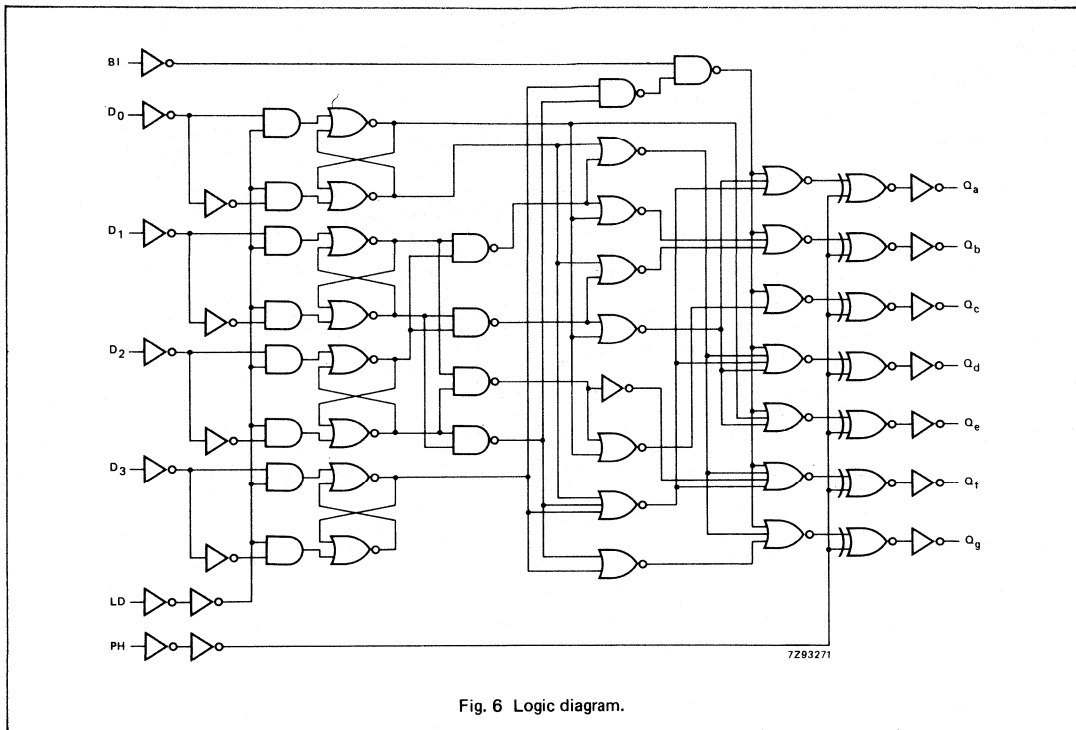 BI
D0
D1
D2
D3
LD
PH
Qa
Qb
Qc
Qd
Qe
Qf
Qg
7Z93271
Fig. 6 Logic diagram.